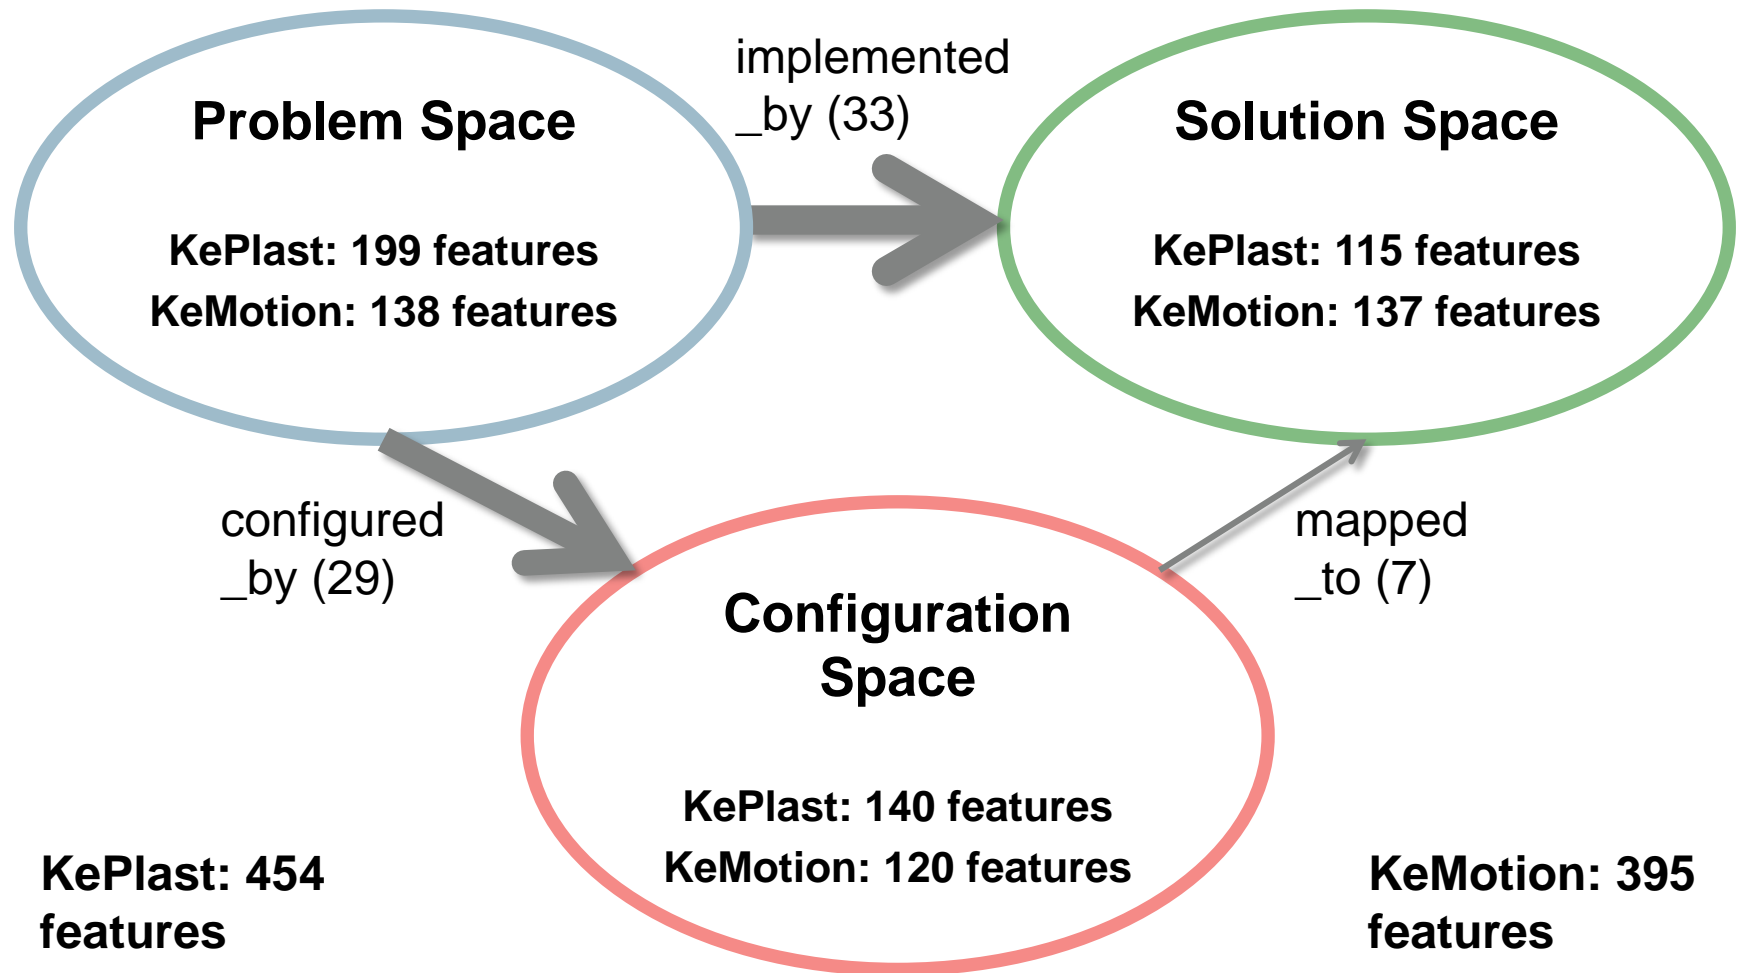 implemented
_by (33)
Problem Space
KePlast: 199 features
KeMotion: 138 features
Solution Space
KePlast: 115 features
KeMotion: 137 features
configured
_by (29)
mapped
_to (7)
Configuration
Space
KePlast: 140 features
KeMotion: 120 features
KePlast: 454
features
KeMotion: 395
features